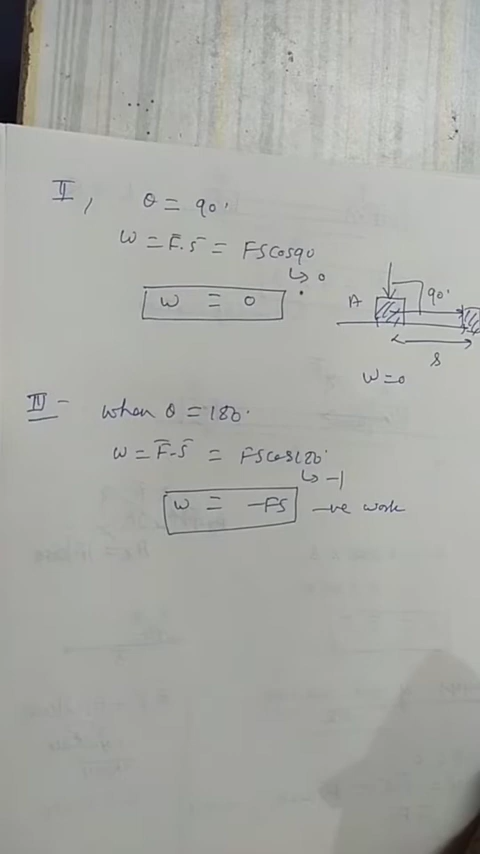 II, θ = 90°
W = F̄.S̄ = FScos90
↳ 0
W = 0
A 90°
S
W=0
III - when θ = 180°
W = F̄.S̄ = FScos180°
↳ -1
W = -FS -ve work